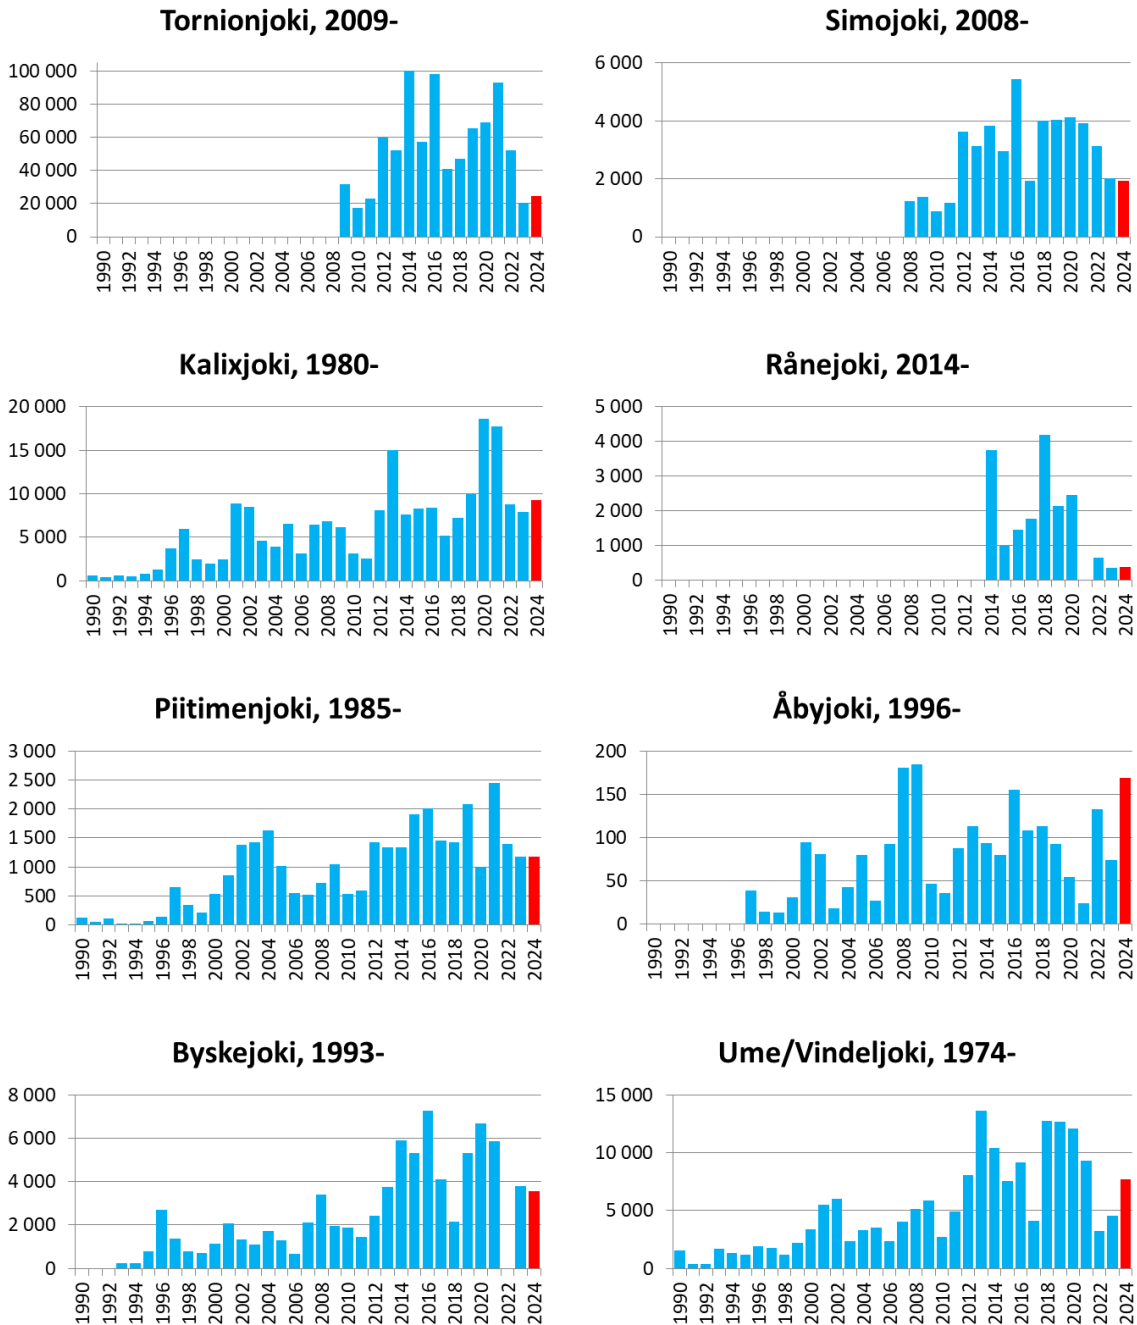 Tornionjoki, 2009-
100 000
80 000
60 000
40 000
20 000
0
1990 1992 1994 1996 1998 2000 2002 2004 2006 2008 2010 2012 2014 2016 2018 2020 2022 2024
Simojoki, 2008-
6 000
4 000
2 000
0
1990 1992 1994 1996 1998 2000 2002 2004 2006 2008 2010 2012 2014 2016 2018 2020 2022 2024
Kalixjoki, 1980-
20 000
15 000
10 000
5 000
0
1990 1992 1994 1996 1998 2000 2002 2004 2006 2008 2010 2012 2014 2016 2018 2020 2022 2024
Rånejoki, 2014-
5 000
4 000
3 000
2 000
1 000
0
1990 1992 1994 1996 1998 2000 2002 2004 2006 2008 2010 2012 2014 2016 2018 2020 2022 2024
Piitimenjoki, 1985-
3 000
2 500
2 000
1 500
1 000
500
0
1990 1992 1994 1996 1998 2000 2002 2004 2006 2008 2010 2012 2014 2016 2018 2020 2022 2024
Åbyjoki, 1996-
200
150
100
50
0
1990 1992 1994 1996 1998 2000 2002 2004 2006 2008 2010 2012 2014 2016 2018 2020 2022 2024
Byskejoki, 1993-
8 000
6 000
4 000
2 000
0
1990 1992 1994 1996 1998 2000 2002 2004 2006 2008 2010 2012 2014 2016 2018 2020 2022 2024
Ume/Vindeljoki, 1974-
15 000
10 000
5 000
0
1990 1992 1994 1996 1998 2000 2002 2004 2006 2008 2010 2012 2014 2016 2018 2020 2022 2024